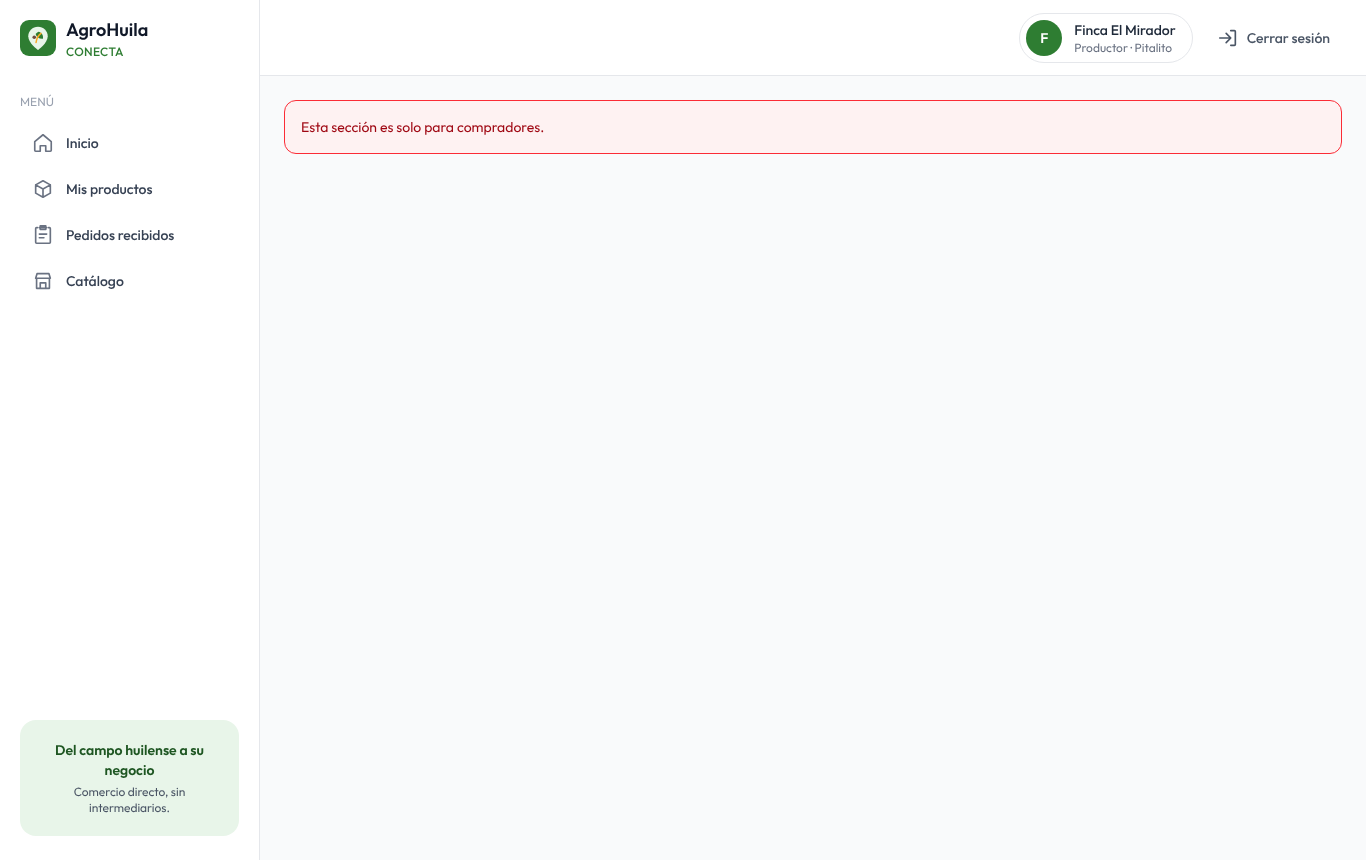 AgroHuila
CONECTA
MENÚ
Inicio
Mis productos
Pedidos recibidos
Catálogo
Del campo huilense a su
negocio
Comercio directo, sin
intermediarios.
F
Finca El Mirador
Productor · Pitalito
Cerrar sesión
Esta sección es solo para compradores.